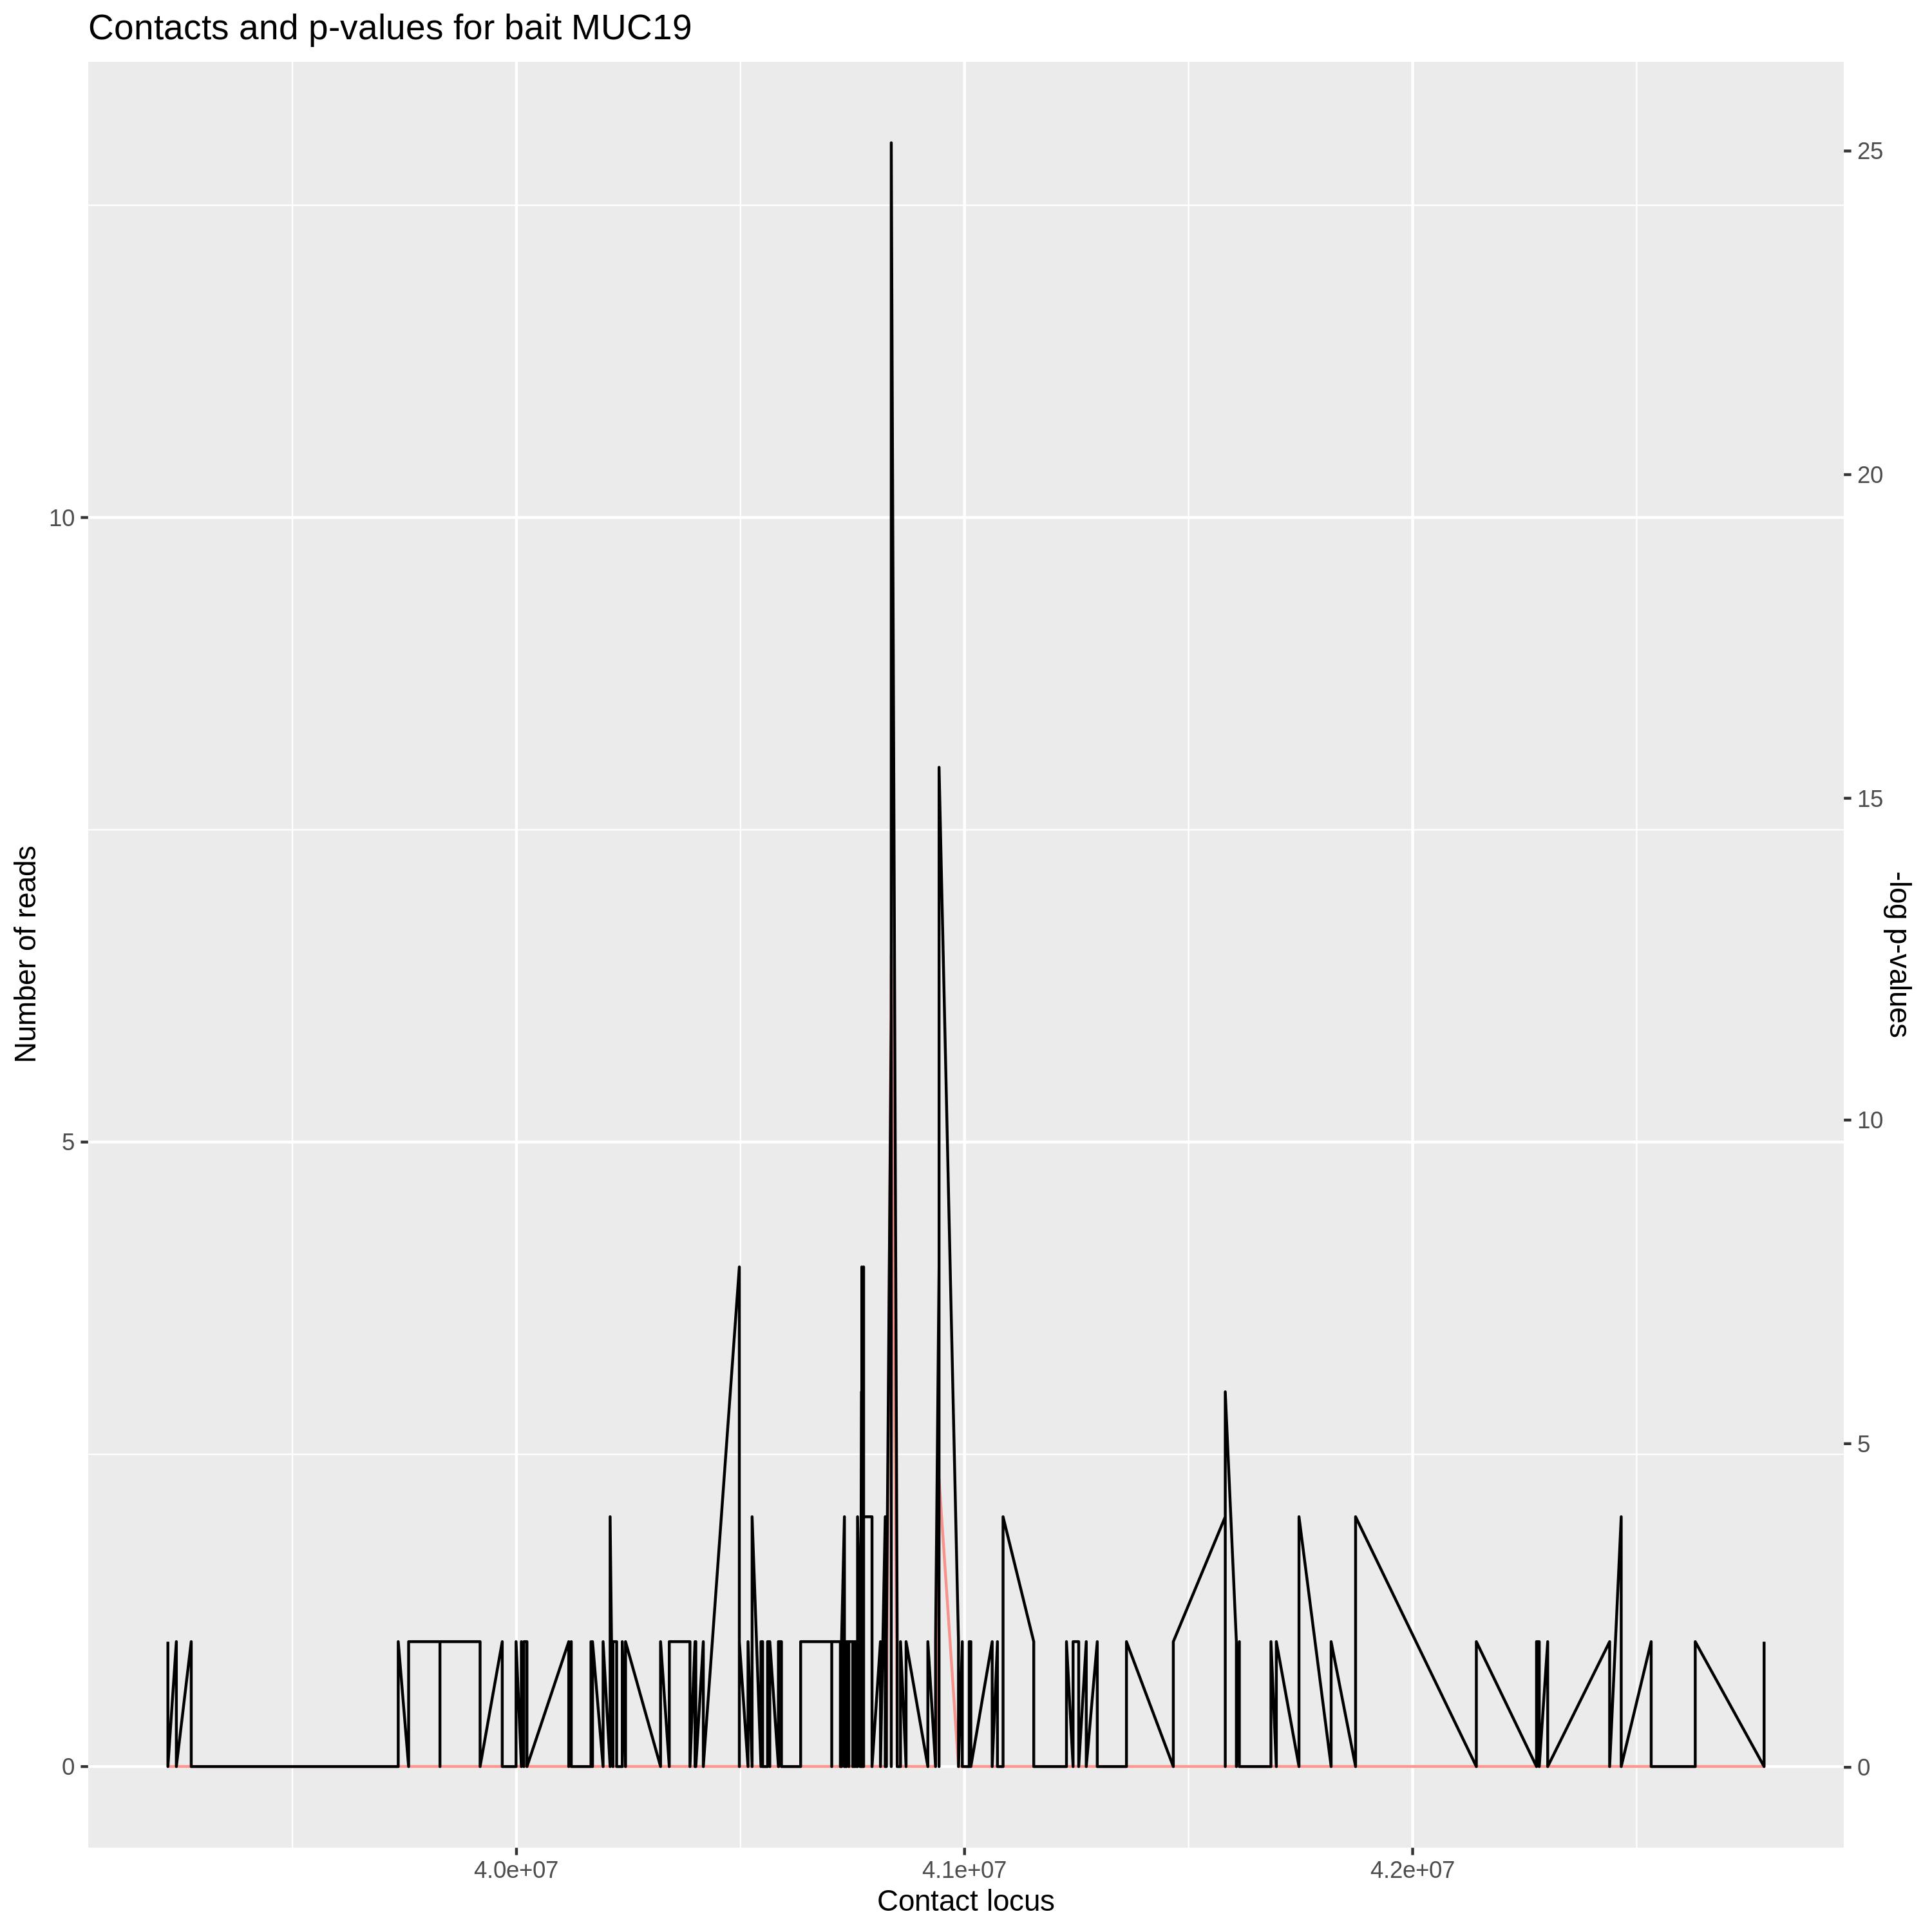 Contacts and p-values for bait MUC19
Number of reads
10
5
0
25
20
15
10
5
0
-log p-values
4.0e+07
4.1e+07
4.2e+07
Contact locus